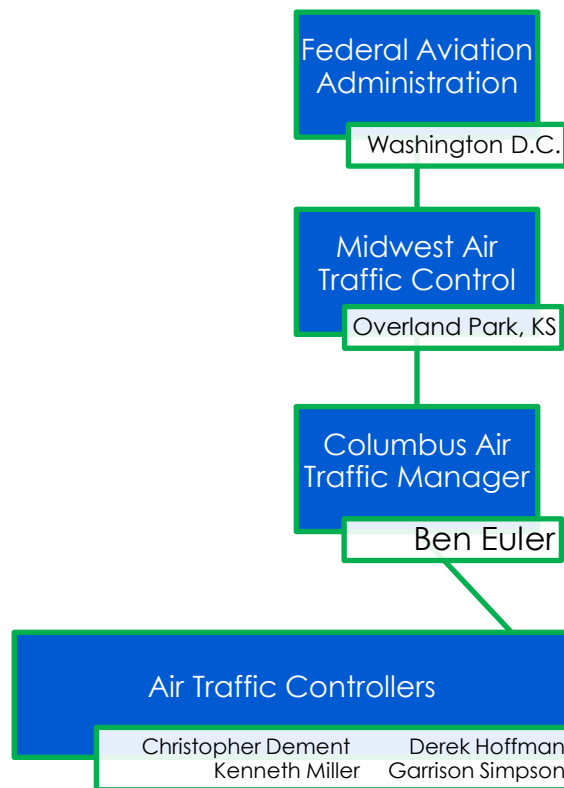 Federal Aviation
Administration
Washington D.C.
Midwest Air
Traffic Control
Overland Park, KS
Columbus Air
Traffic Manager
Ben Euler
Air Traffic Controllers
Christopher Dement Derek Hoffman
Kenneth Miller Garrison Simpson